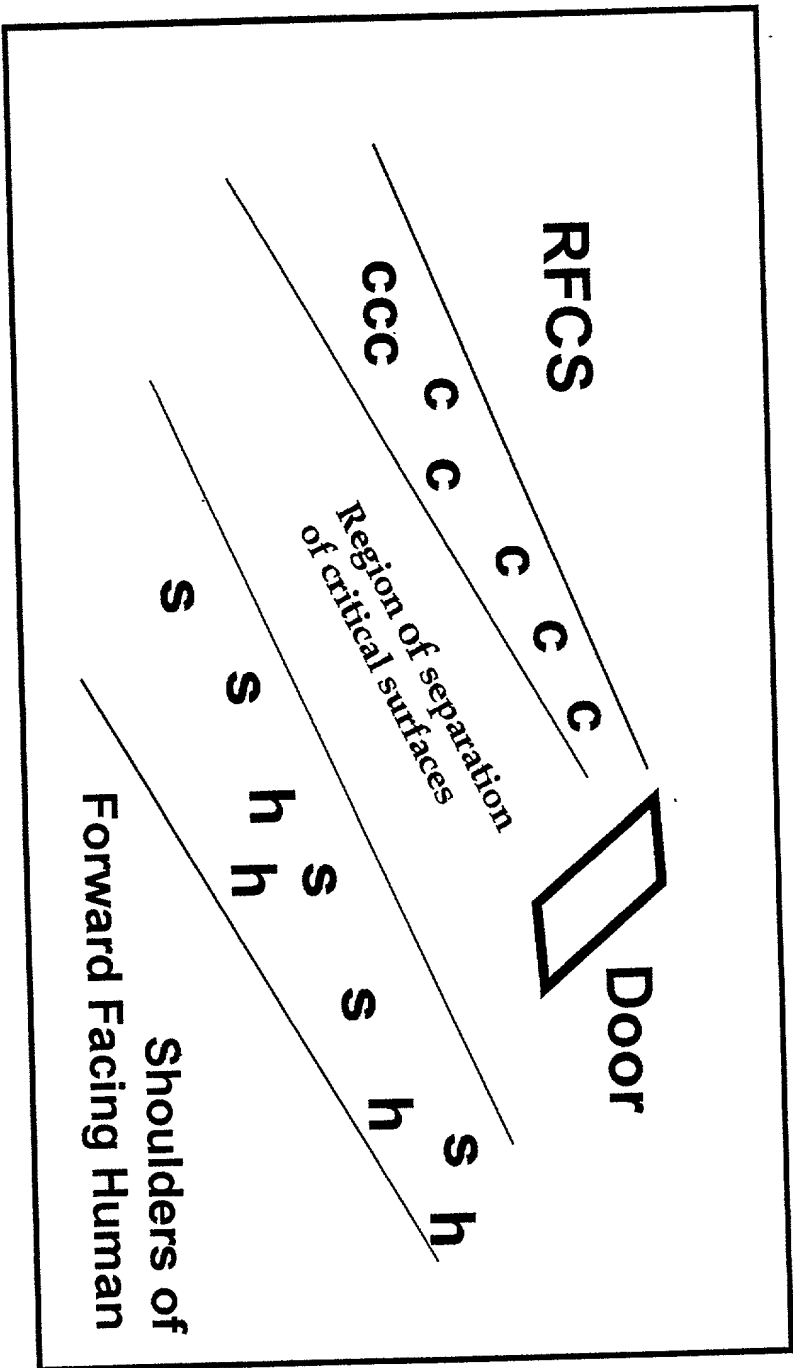 Door
RFCS
c
c
c
c
c
ccc
Region of separation
of critical surfaces
s
h
h
s
s
h
h
s
s
Shoulders of
Forward Facing Human